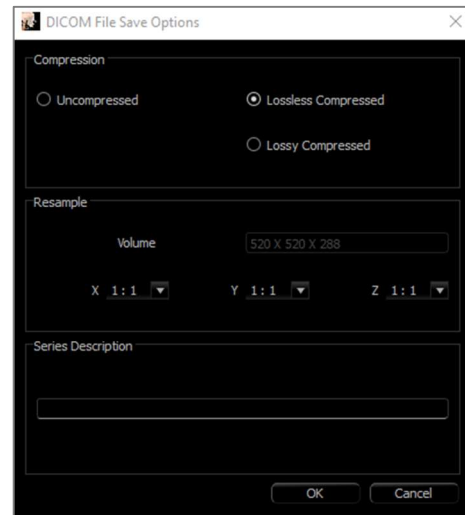 DICOM File Save Options
Compression
Uncompressed
Lossless Compressed
Lossy Compressed
Resample
Volume
520 X 520 X 288
X 1:1 Y 1:1 Z 1:1
Series Description
OK Cancel